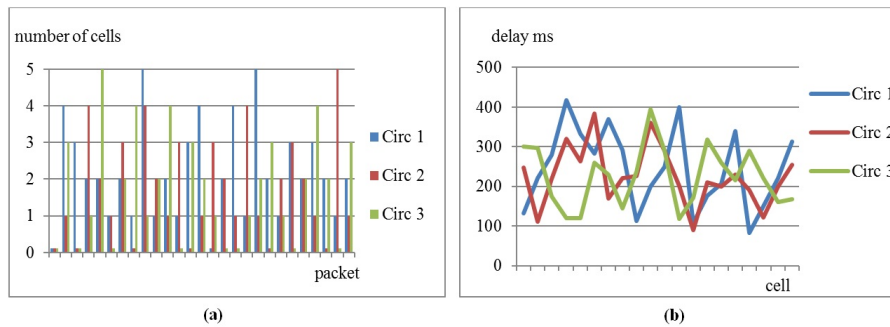 number of cells
5
4
3
2
1
0
packet
Circ 1
Circ 2
Circ 3
(a)
delay ms
500
400
300
200
100
0
cell
Circ 1
Circ 2
Circ 3
(b)